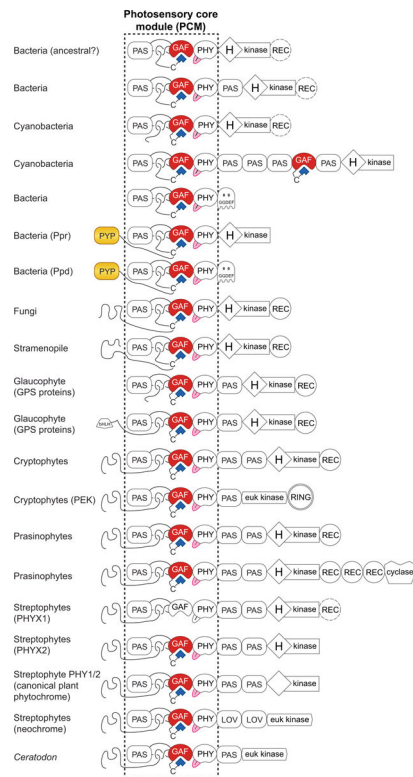 Photosensory core
module (PCM)
Bacteria (ancestral?) PAS GAF C PHY H kinase REC
Bacteria PAS GAF C PHY PAS H kinase REC
Cyanobacteria PAS GAF C PHY H kinase REC
Cyanobacteria PAS GAF C PHY PAS PAS PAS GAF C PAS H kinase
Bacteria PAS GAF C PHY GGDEF
Bacteria (Ppr) PYP PAS GAF C PHY H kinase
Bacteria (Ppd) PYP PAS GAF C PHY GGDEF
Fungi PAS GAF C PHY H kinase REC
Stramenopile PAS GAF C PHY H kinase REC
Glaucophyte
(GPS proteins) PAS GAF C PHY PAS H kinase REC
Glaucophyte
(GPS proteins) bHLH PAS GAF C PHY PAS H kinase REC
Cryptophytes PAS GAF C PHY PAS PAS H kinase REC
Cryptophytes (PEK) PAS GAF C PHY PAS euk kinase RING
Prasinophytes PAS GAF C PHY PAS PAS H kinase REC
Prasinophytes PAS GAF C PHY PAS PAS H kinase REC REC REC cyclase
Streptophytes
(PHYX1) PAS GAF PHY PAS PAS H kinase REC
Streptophytes
(PHYX2) PAS GAF C PHY PAS PAS H kinase
Streptophyte PHY1/2
(canonical plant
phytochrome) PAS GAF C PHY PAS PAS kinase
Streptophytes
(neochrome) PAS GAF C PHY LOV LOV euk kinase
Ceratodon PAS GAF C PHY PAS euk kinase